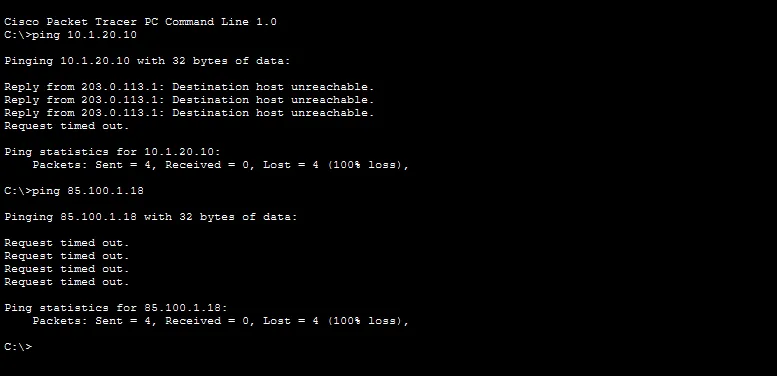 Cisco Packet Tracer PC Command Line 1.0
C:\>ping 10.1.20.10
Pinging 10.1.20.10 with 32 bytes of data:
Reply from 203.0.113.1: Destination host unreachable.
Reply from 203.0.113.1: Destination host unreachable.
Reply from 203.0.113.1: Destination host unreachable.
Request timed out.
Ping statistics for 10.1.20.10:
    Packets: Sent = 4, Received = 0, Lost = 4 (100% loss),
C:\>ping 85.100.1.18
Pinging 85.100.1.18 with 32 bytes of data:
Request timed out.
Request timed out.
Request timed out.
Request timed out.
Ping statistics for 85.100.1.18:
    Packets: Sent = 4, Received = 0, Lost = 4 (100% loss),
C:\>